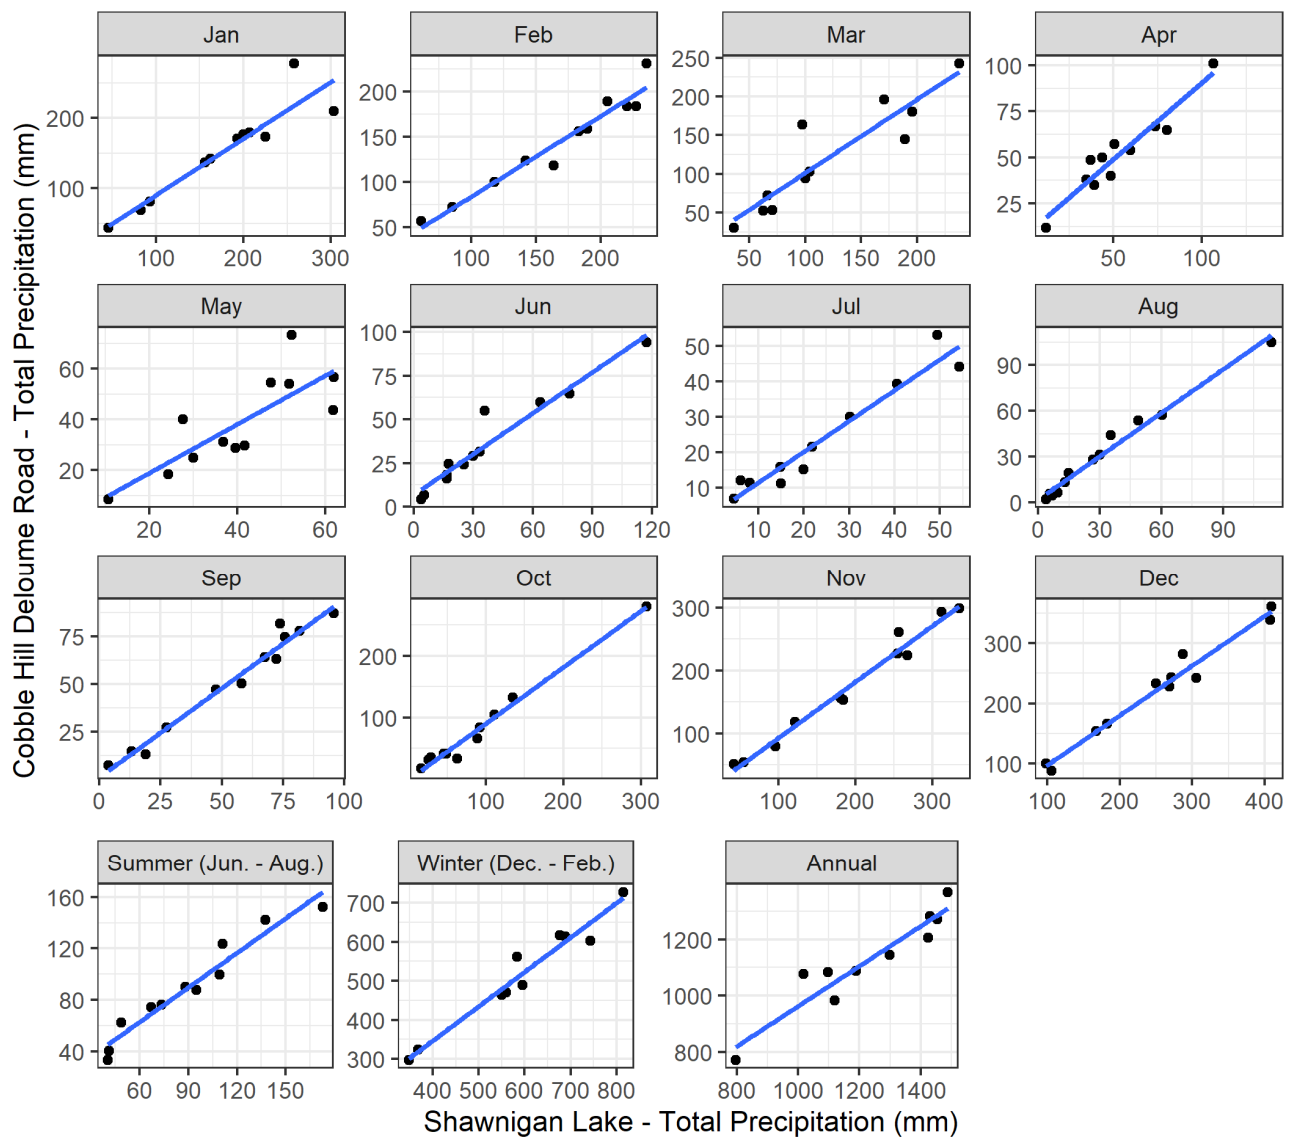 Cobble Hill Deloume Road - Total Precipitation (mm)
Jan Feb Mar Apr
100 200
100 200 300
50 100 150 200
100 150 200
50 100 150 200 250
50 100 150 200
25 50 75 100
50 100
May Jun Jul Aug
20 40 60
20 40 60
0 25 50 75 100
0 30 60 90 120
10 20 30 40 50
10 20 30 40 50
0 30 60 90
0 30 60 90
Sep Oct Nov Dec
25 50 75
0 25 50 75 100
100 200
100 200 300
100 200 300
100 200 300
100 200 300
100 200 300 400
Summer (Jun. - Aug.) Winter (Dec. - Feb.) Annual
40 80 120 160
60 90 120 150
300 400 500 600 700
400 500 600 700 800
800 1000 1200
800 1000 1200 1400
Shawnigan Lake - Total Precipitation (mm)